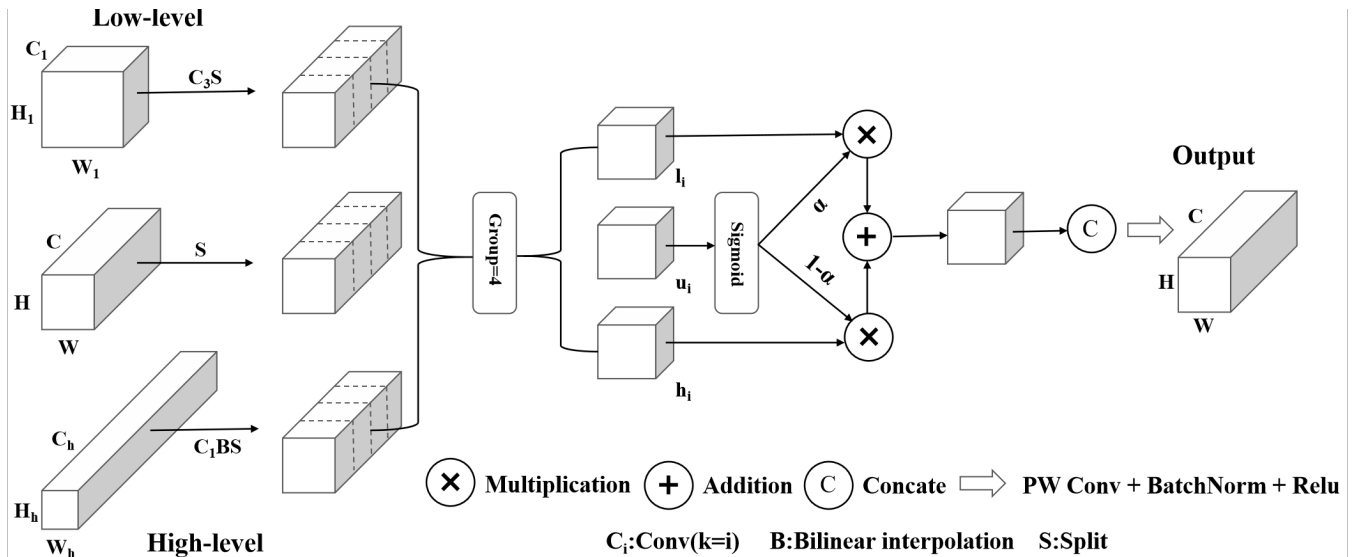 Low-level
C₁
C₃S
H₁
W₁
C
S
H
W
Cₕ
C₁BS
Hₕ
Wₕ
High-level
Group=4
lᵢ
uᵢ
hᵢ
Sigmoid
α
1-α
×
+
×
C
Output
C
H
W
× Multiplication + Addition C Concate PW Conv + BatchNorm + Relu
Cᵢ:Conv(k=i) B:Bilinear interpolation S:Split